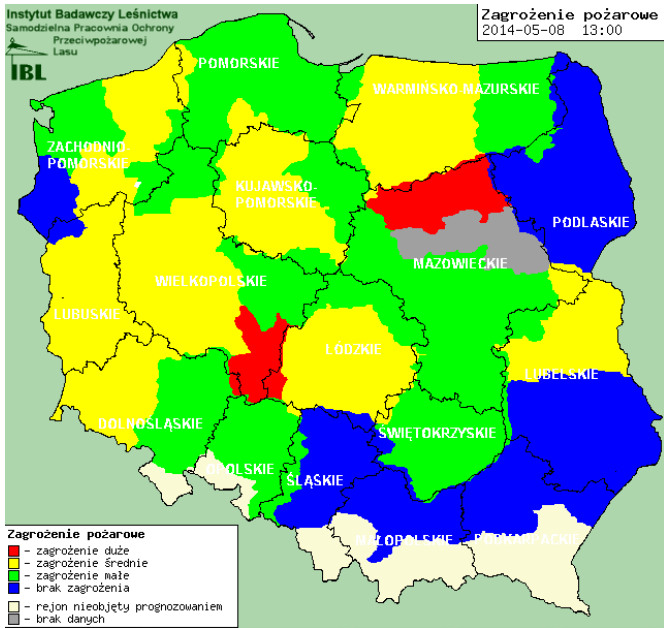 Instytut Badawczy Leśnictwa
Samodzielna Pracownia Ochrony
Przeciwpożarowej
Lasu
IBL
Zagrożenie pożarowe
2014-05-08 13:00
POMORSKIE
WARMIŃSKO-MAZURSKIE
ZACHODNIO-
POMORSKIE
KUJAWSKO-
POMORSKIE
PODLASKIE
MAZOWIECKIE
WIELKOPOLSKIE
LUBUSKIE
ŁÓDZKIE
LUBELSKIE
DOLNOŚLĄSKIE
ŚWIĘTOKRZYSKIE
OPOLSKIE
ŚLĄSKIE
MAŁOPOLSKIE
PODKARPACKIE
Zagrożenie pożarowe
- zagrożenie duże
- zagrożenie średnie
- zagrożenie małe
- brak zagrożenia
- rejon nieobjęty prognozowaniem
- brak danych